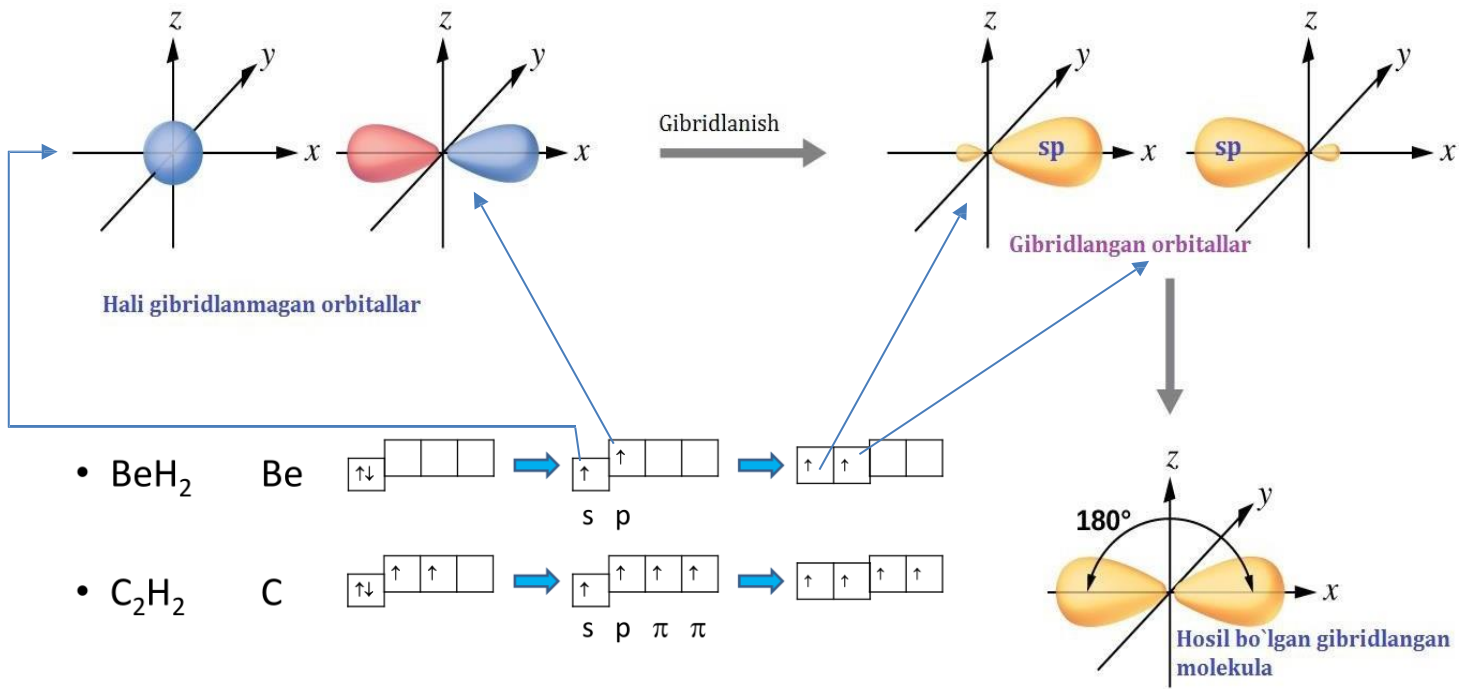 z
y
x
z
y
x
Gibridlanish
z
y
x
sp
z
y
x
sp
Gibridlangan orbitallar
Hali gibridlanmagan orbitallar
• BeH₂ Be ↑↓ ↑ ↑ ↑ ↑
s p
• C₂H₂ C ↑↓ ↑ ↑ ↑ ↑ ↑ ↑ ↑ ↑ ↑ ↑
s p π π
z
y
180°
x
Hosil bo`lgan gibridlangan
molekula